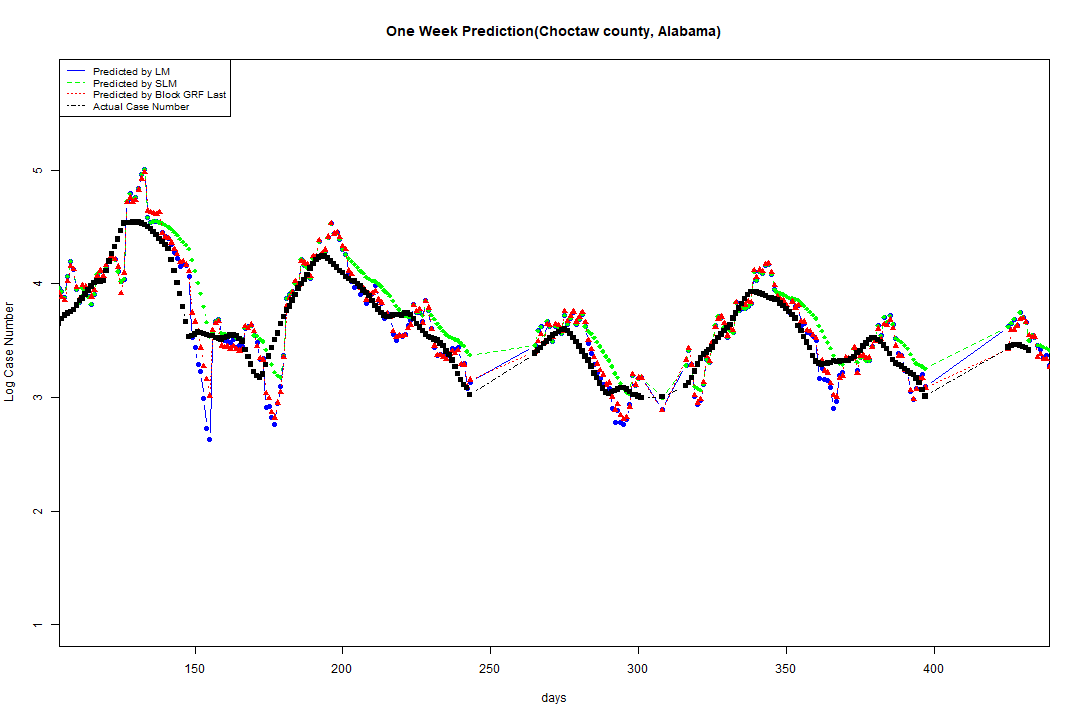 One Week Prediction(Choctaw county, Alabama)
Predicted by LM
Predicted by SLM
Predicted by Block GRF Last
Actual Case Number
Log Case Number
5
4
3
2
1
150 200 250 300 350 400
days